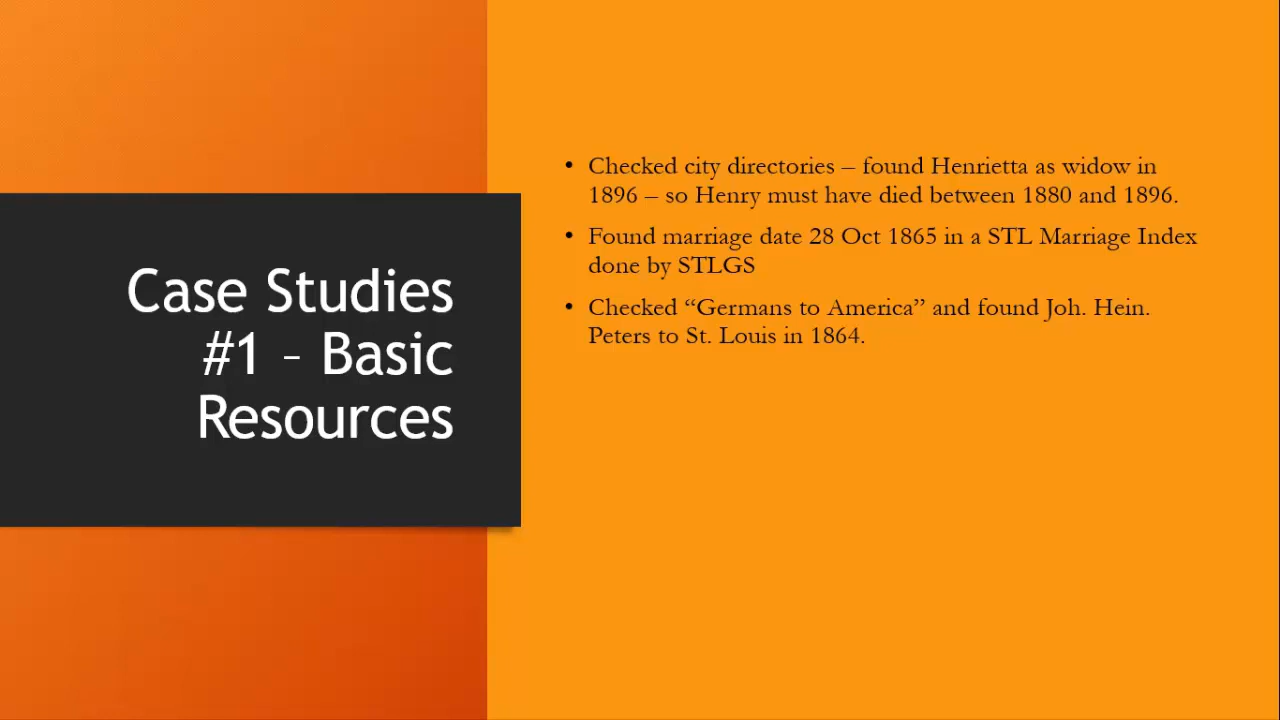 Case Studies
#1 – Basic
Resources
• Checked city directories – found Henrietta as widow in
1896 – so Henry must have died between 1880 and 1896.
• Found marriage date 28 Oct 1865 in a STL Marriage Index
done by STLGS
• Checked “Germans to America” and found Joh. Hein.
Peters to St. Louis in 1864.